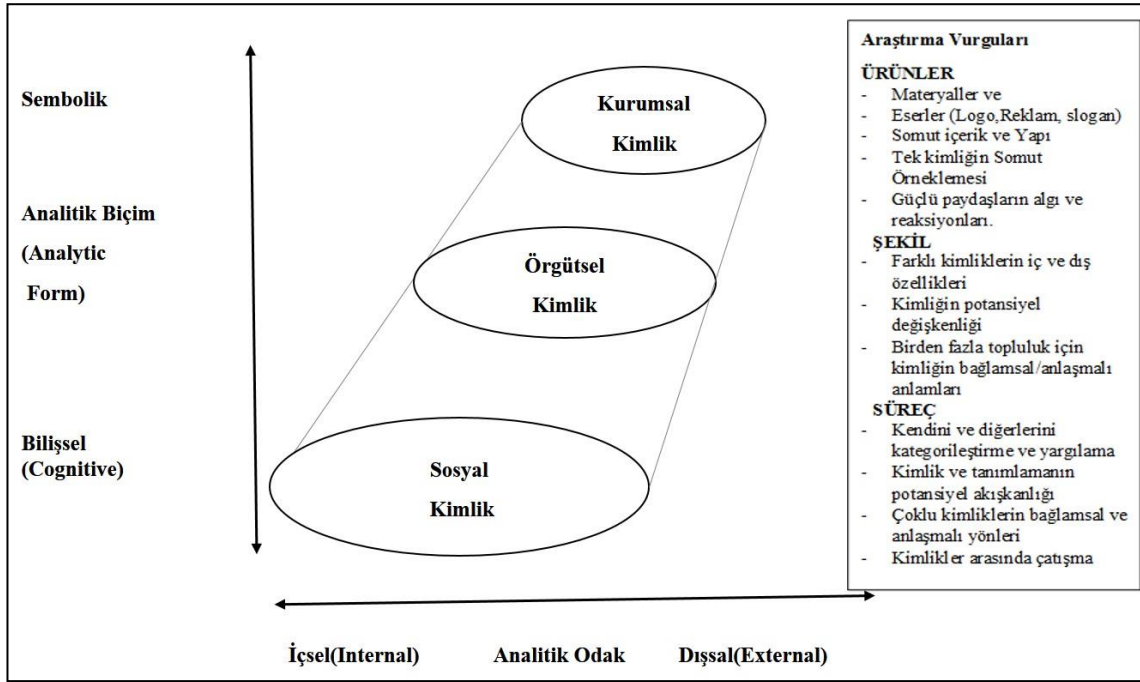 Sembolik
Analitik Biçim
(Analytic
Form)
Bilişsel
(Cognitive)
Kurumsal
Kimlik
Örgütsel
Kimlik
Sosyal
Kimlik
İçsel(Internal)
Analitik Odak
Dışsal(External)
Araştırma Vurguları
ÜRÜNLER
- Materyaller ve
- Eserler (Logo,Reklam, slogan)
- Somut içerik ve Yapı
- Tek kimliğin Somut
Örneklemesi
- Güçlü paydaşların algı ve
reaksiyonları.
ŞEKİL
- Farklı kimliklerin iç ve dış
özellikleri
- Kimliğin potansiyel
değişkenliği
- Birden fazla topluluk için
kimliğin bağlamsal/anlaşmalı
anlamları
SÜREÇ
- Kendini ve diğerlerini
kategorileştirme ve yargılama
- Kimlik ve tanımlamanın
potansiyel akışkanlığı
- Çoklu kimliklerin bağlamsal ve
anlaşmalı yönleri
- Kimlikler arasında çatışma